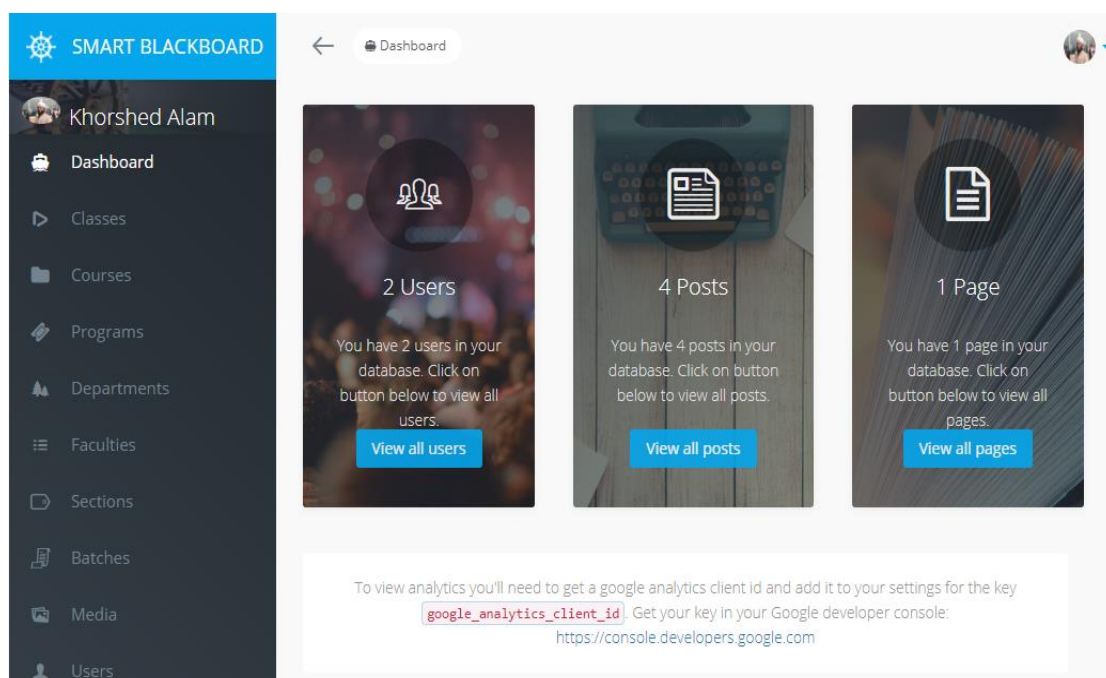 SMART BLACKBOARD
Dashboard
Khorshed Alam
Dashboard
Classes
Courses
Programs
Departments
Faculties
Sections
Batches
Media
Users
2 Users
You have 2 users in your
database. Click on
button below to view all
users.
View all users
4 Posts
You have 4 posts in your
database. Click on button
below to view all posts.
View all posts
1 Page
You have 1 page in your
database. Click on
button below to view all
pages.
View all pages
To view analytics you'll need to get a google analytics client id and add it to your settings for the key
google_analytics_client_id. Get your key in your Google developer console:
https://console.developers.google.com